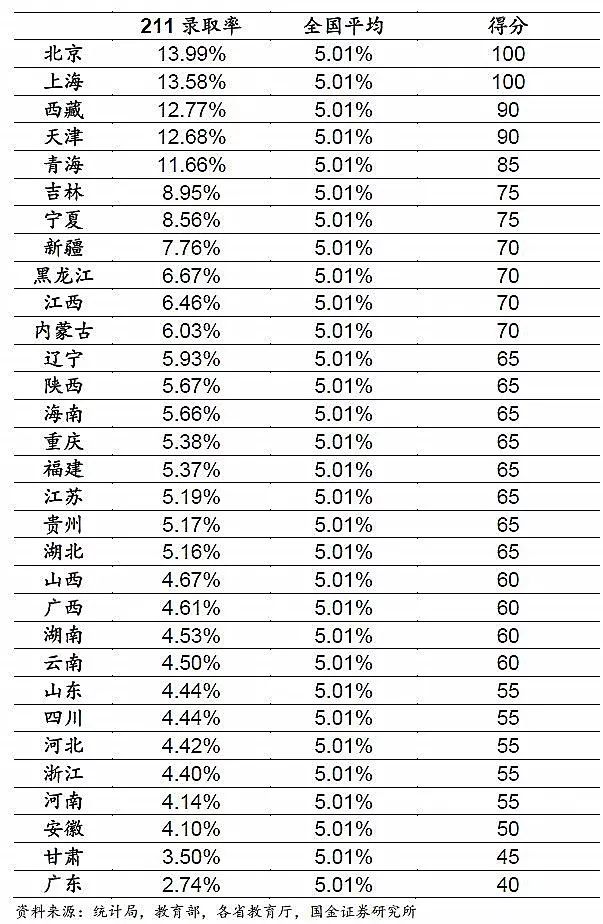 211 录取率 全国平均 得分
北京 13.99% 5.01% 100
上海 13.58% 5.01% 100
西藏 12.77% 5.01% 90
天津 12.68% 5.01% 90
青海 11.66% 5.01% 85
吉林 8.95% 5.01% 75
宁夏 8.56% 5.01% 75
新疆 7.76% 5.01% 70
黑龙江 6.67% 5.01% 70
江西 6.46% 5.01% 70
内蒙古 6.03% 5.01% 70
辽宁 5.93% 5.01% 65
陕西 5.67% 5.01% 65
海南 5.66% 5.01% 65
重庆 5.38% 5.01% 65
福建 5.37% 5.01% 65
江苏 5.19% 5.01% 65
贵州 5.17% 5.01% 65
湖北 5.16% 5.01% 65
山西 4.67% 5.01% 60
广西 4.61% 5.01% 60
湖南 4.53% 5.01% 60
云南 4.50% 5.01% 60
山东 4.44% 5.01% 55
四川 4.44% 5.01% 55
河北 4.42% 5.01% 55
浙江 4.40% 5.01% 55
河南 4.14% 5.01% 55
安徽 4.10% 5.01% 50
甘肃 3.50% 5.01% 45
广东 2.74% 5.01% 40
资料来源：统计局，教育部，各省教育厅，国金证券研究所